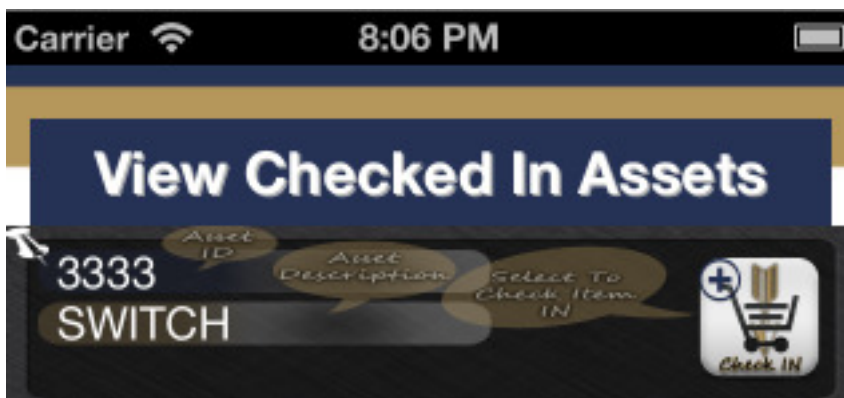 Carrier 8:06 PM
View Checked In Assets
Asset
ID
3333
Asset
Description
SWITCH
Select To
Check Item
IN
Check IN